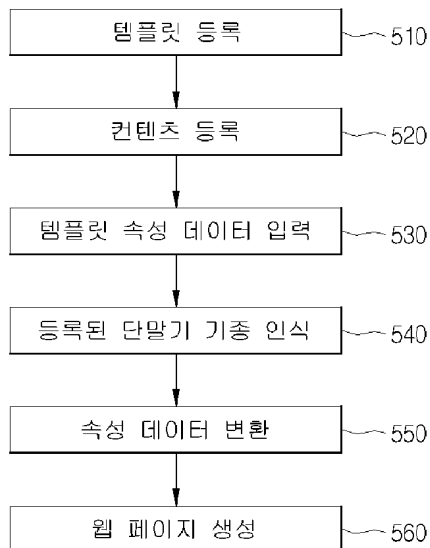 템플릿 등록 510
컨텐츠 등록 520
템플릿 속성 데이터 입력 530
등록된 단말기 기종 인식 540
속성 데이터 변환 550
웹 페이지 생성 560